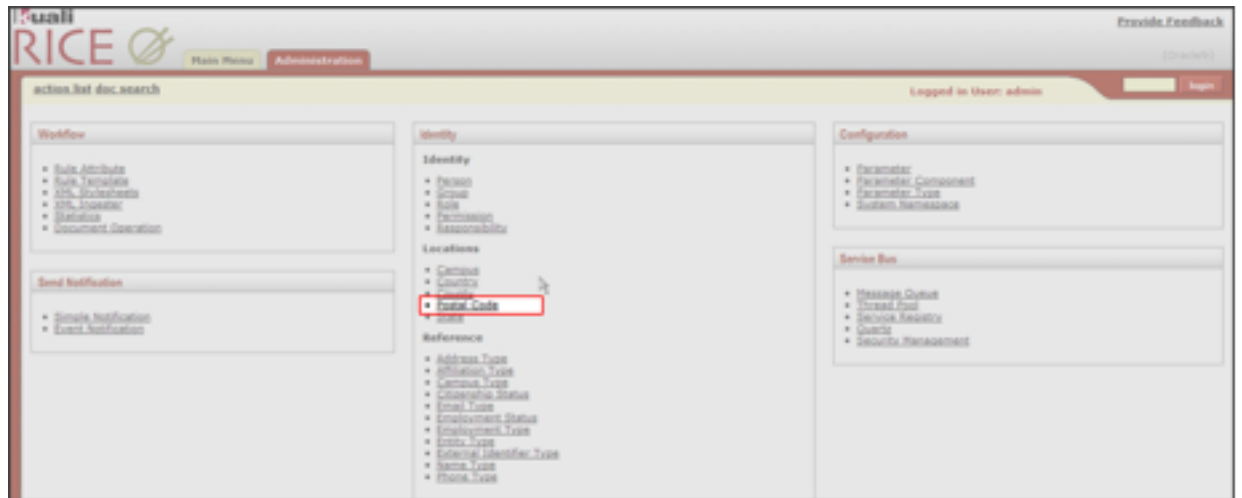 Kuali
RICE
Provide Feedback
Main Menu
Administration
action list doc search
Logged in User: admin
login
Workflow
Rule Attribute
Rule Template
XML Stylesheets
XML Ingester
Statistics
Document Operation
Send Notification
Simple Notification
Event Notification
Identity
Identity
Person
Group
Role
Permission
Responsibility
Locations
Campus
Country
County
Postal Code
State
Reference
Address Type
Affiliation Type
Campus Type
Citizenship Status
Email Type
Employment Status
Employment Type
Entity Type
External Identifier Type
Name Type
Phone Type
Configuration
Parameter
Parameter Component
Parameter Type
System Namespace
Service Bus
Message Queue
Thread Pool
Service Registry
Quartz
Security Management